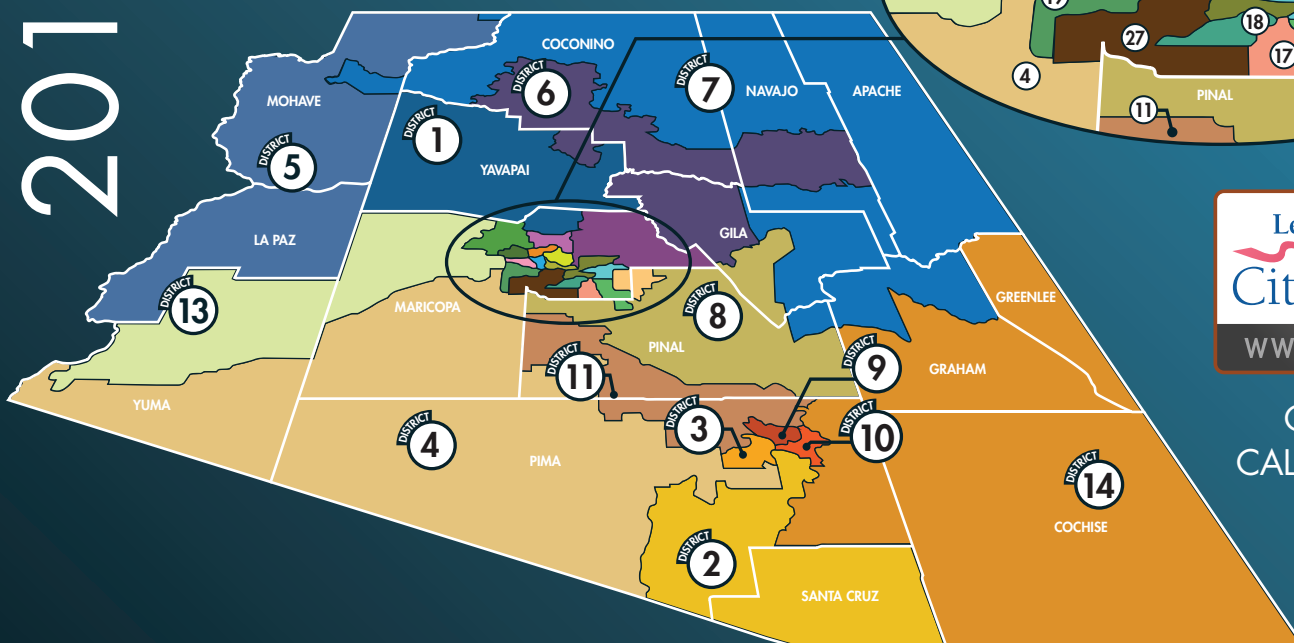 201
COCONINO
DISTRICT 6
DISTRICT 7
NAVAJO
APACHE
MOHAVE
DISTRICT 1
DISTRICT 5
YAVAPAI
LA PAZ
GILA
DISTRICT 13
MARICOPA
DISTRICT 8
GREENLEE
PINAL
DISTRICT 11
DISTRICT 9
GRAHAM
YUMA
DISTRICT 4
DISTRICT 3
DISTRICT 10
PIMA
DISTRICT 14
COCHISE
DISTRICT 2
SANTA CRUZ
19
18
27
17
4
PINAL
11
Le
Cit
WW
CAL